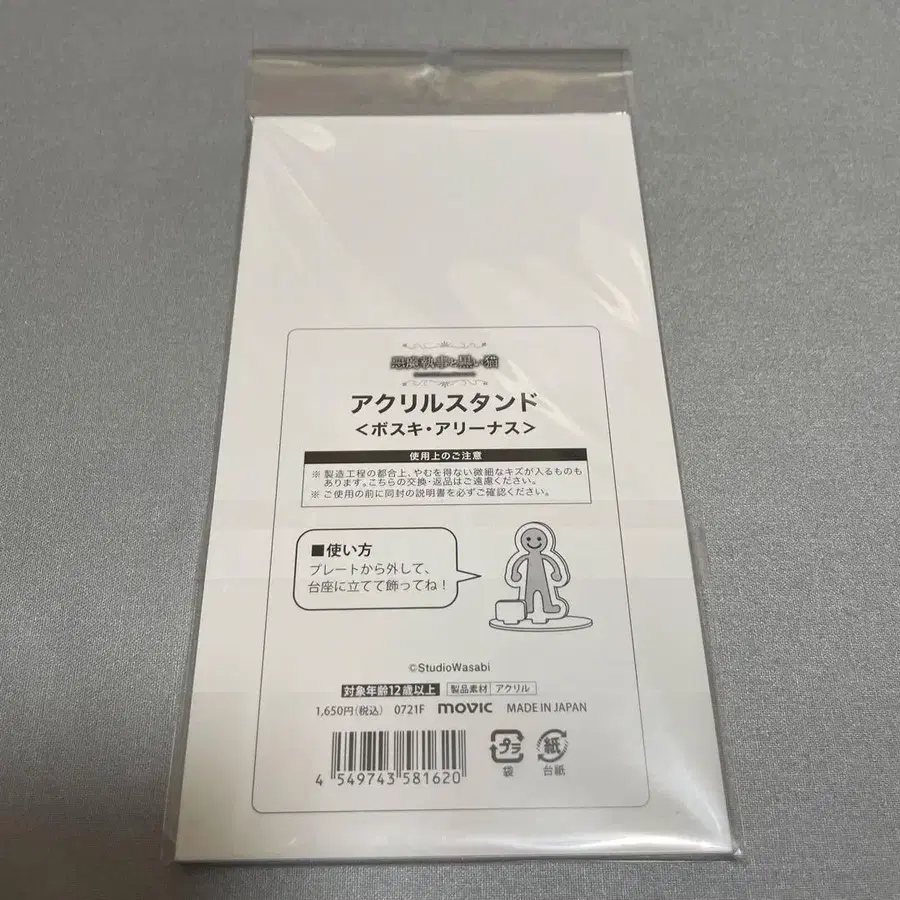 悪魔執事と黒い猫
アクリルスタンド
＜ボスキ・アリーナス＞
使用上のご注意
※製造工程の都合上、やむを得ない微細なキズが入るものも
あります。こちらの交換・返品はご遠慮ください。
※ご使用の前に同封の説明書を必ずご確認ください。
■使い方
プレートから外して、
台座に立てて飾ってね！
©StudioWasabi
対象年齢12歳以上 製品素材 アクリル
1,650円（税込） 0721F movic MADE IN JAPAN
4 549743 581620
プラ 紙
袋 台紙